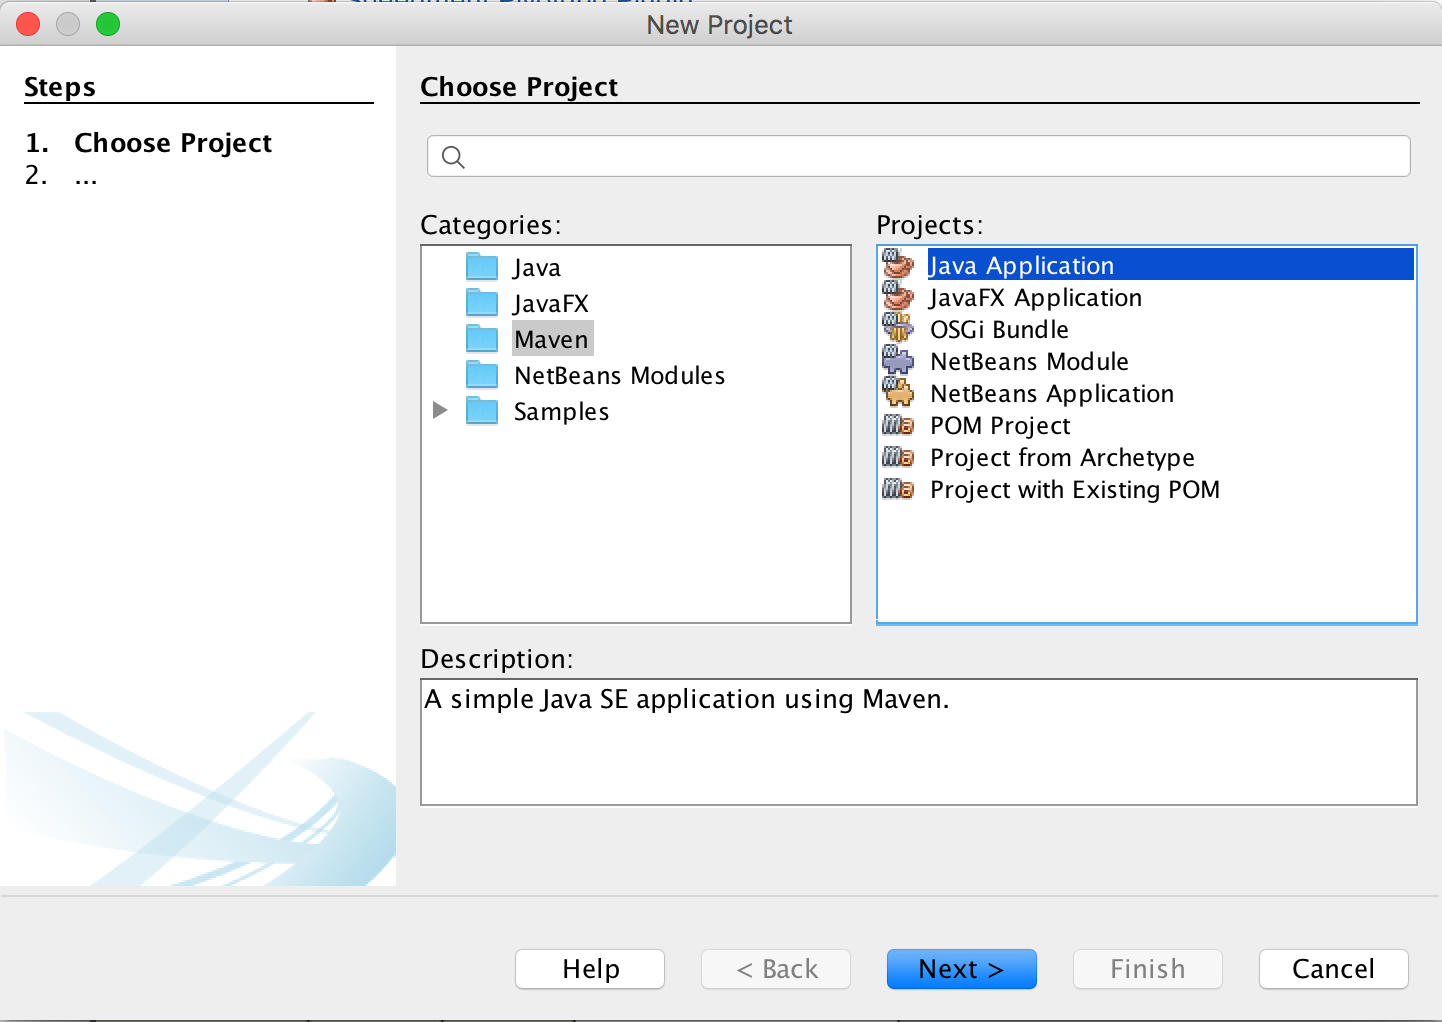 New Project
Steps
1. Choose Project
2. ...
Choose Project
Categories:
Java
JavaFX
Maven
NetBeans Modules
Samples
Projects:
Java Application
JavaFX Application
OSGi Bundle
NetBeans Module
NetBeans Application
POM Project
Project from Archetype
Project with Existing POM
Description:
A simple Java SE application using Maven.
Help
< Back
Next >
Finish
Cancel